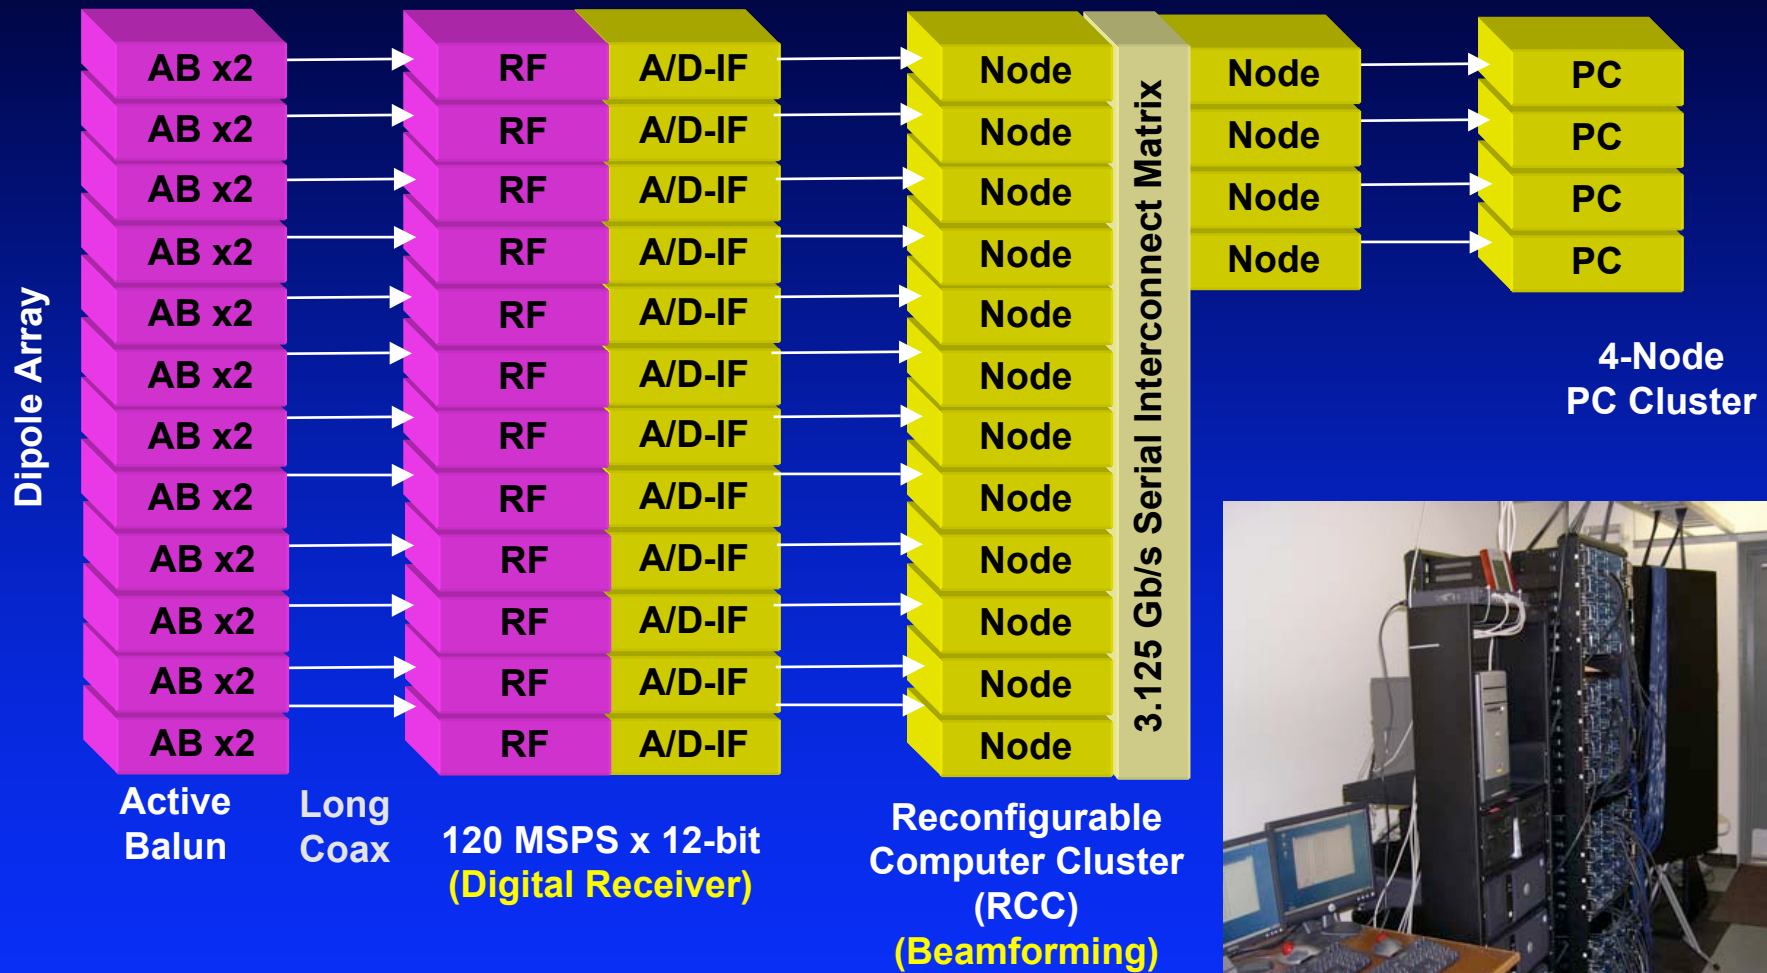 Dipole Array
AB x2
AB x2
AB x2
AB x2
AB x2
AB x2
AB x2
AB x2
AB x2
AB x2
AB x2
AB x2
Active
Balun
Long
Coax
RF A/D-IF
RF A/D-IF
RF A/D-IF
RF A/D-IF
RF A/D-IF
RF A/D-IF
RF A/D-IF
RF A/D-IF
RF A/D-IF
RF A/D-IF
RF A/D-IF
RF A/D-IF
120 MSPS x 12-bit
(Digital Receiver)
Node
Node
Node
Node
Node
Node
Node
Node
Node
Node
Node
Node
Reconfigurable
Computer Cluster
(RCC)
(Beamforming)
3.125 Gb/s Serial Interconnect Matrix
Node
Node
Node
Node
PC
PC
PC
PC
4-Node
PC Cluster